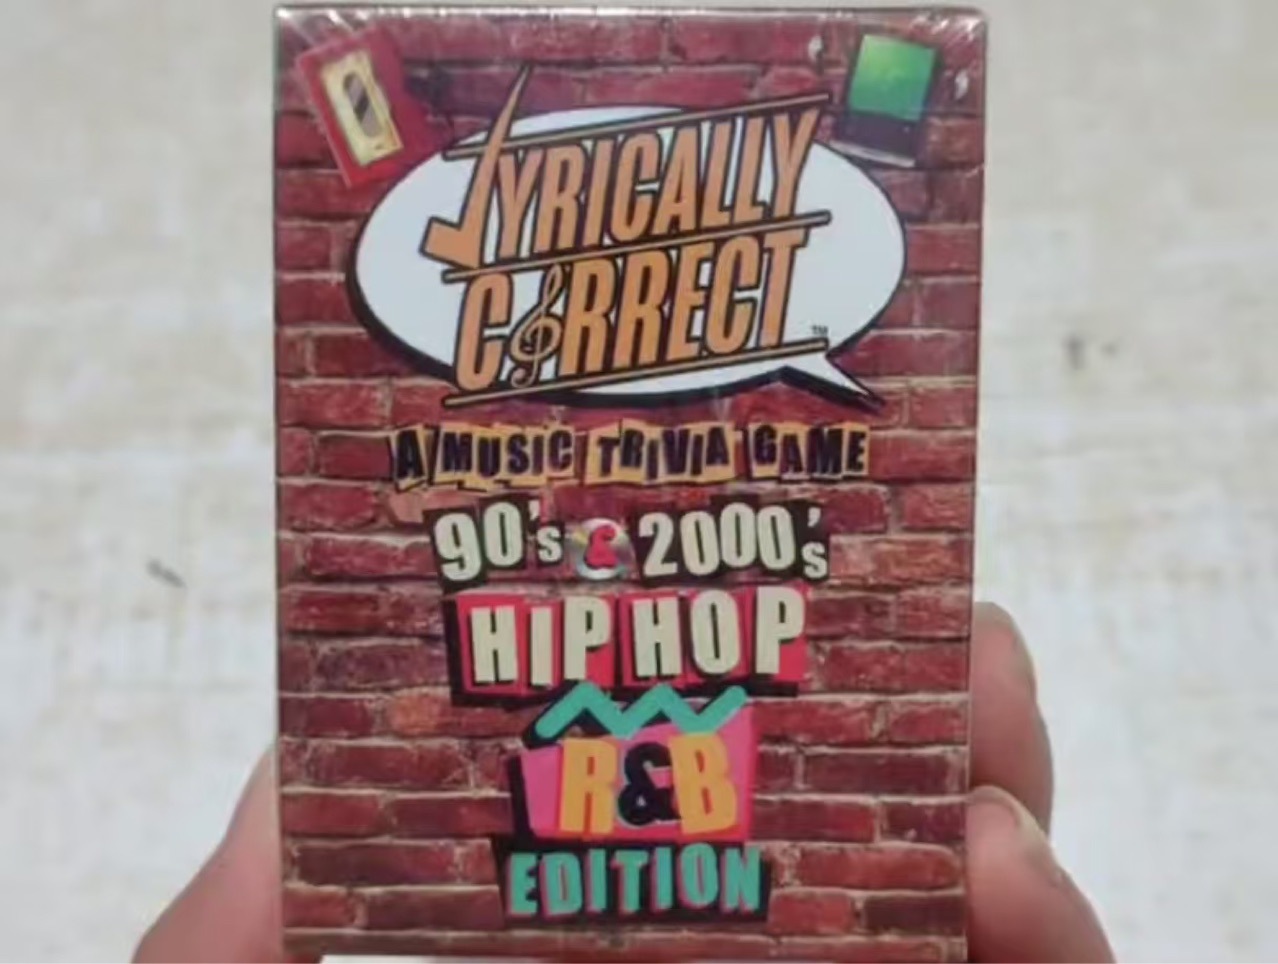 LYRICALLY
CORRECT ™
A MUSIC TRIVIA GAME
90's & 2000's
HIP HOP
R&B
EDITION